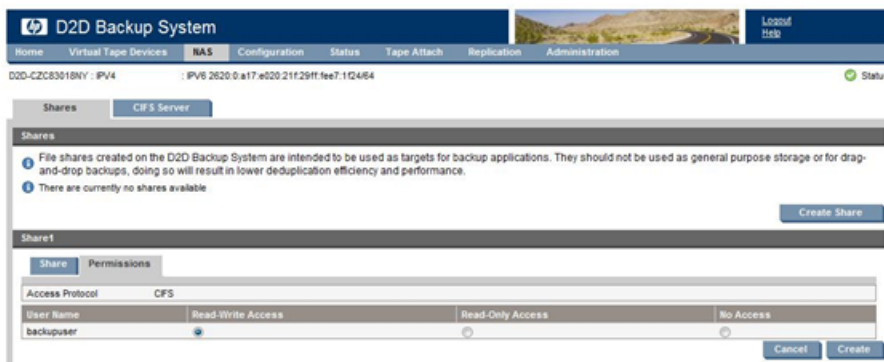 hp D2D Backup System
Logout
Help
Home Virtual Tape Devices NAS Configuration Status Tape Attach Replication Administration
D2D-CZC83018NY : IPV4 : IPV6 2620:0:a17:e020:21f:29ff:fee7:1f24/64 Statu
Shares CIFS Server
Shares
File shares created on the D2D Backup System are intended to be used as targets for backup applications. They should not be used as general purpose storage or for drag-
and-drop backups, doing so will result in lower deduplication efficiency and performance.
There are currently no shares available
Create Share
Share1
Share Permissions
Access Protocol CIFS
User Name Read-Write Access Read-Only Access No Access
backupuser
Cancel Create